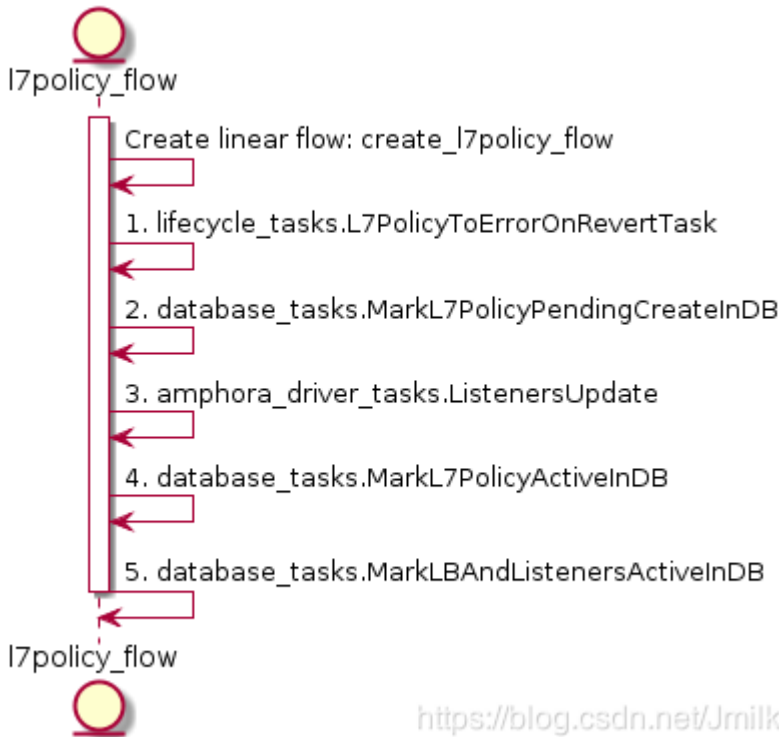 l7policy_flow
Create linear flow: create_l7policy_flow
1. lifecycle_tasks.L7PolicyToErrorOnRevertTask
2. database_tasks.MarkL7PolicyPendingCreateInDB
3. amphora_driver_tasks.ListenersUpdate
4. database_tasks.MarkL7PolicyActiveInDB
5. database_tasks.MarkLBAndListenersActiveInDB
l7policy_flow
https://blog.csdn.net/Jmilk